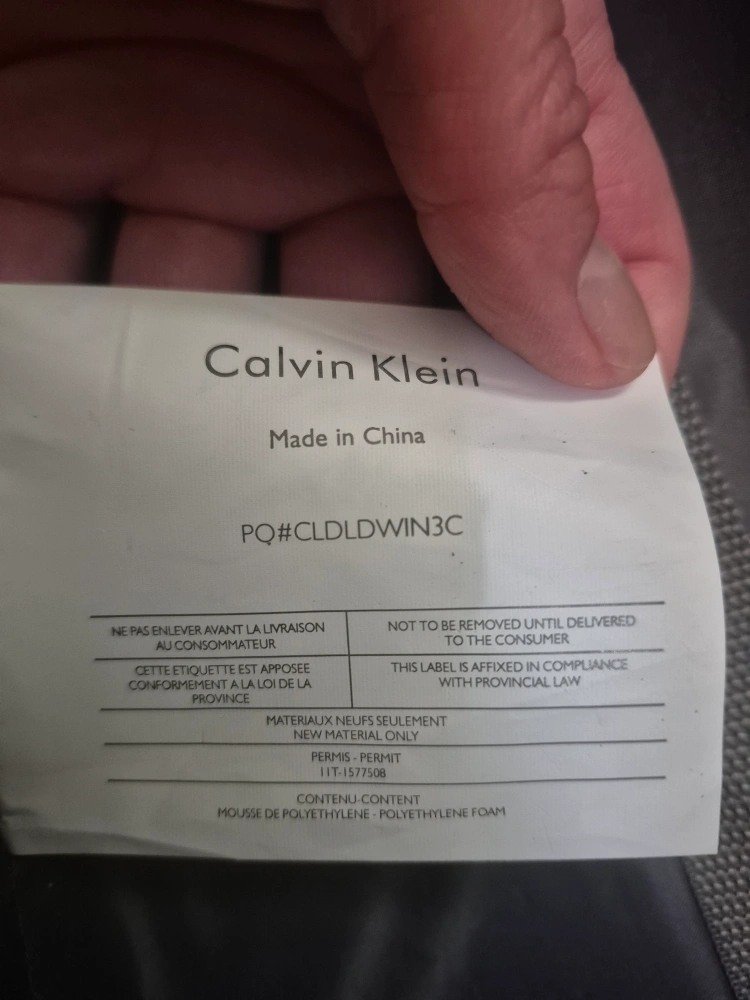 Calvin Klein
Made in China
PQ#CLDLDWIN3C
NE PAS ENLEVER AVANT LA LIVRAISON
AU CONSOMMATEUR
NOT TO BE REMOVED UNTIL DELIVERED
TO THE CONSUMER
CETTE ETIQUETTE EST APPOSEE
CONFORMEMENT A LA LOI DE LA
PROVINCE
THIS LABEL IS AFFIXED IN COMPLIANCE
WITH PROVINCIAL LAW
MATERIAUX NEUFS SEULEMENT
NEW MATERIAL ONLY
PERMIS - PERMIT
11T-1577508
CONTENU-CONTENT
MOUSSE DE POLYETHYLENE - POLYETHYLENE FOAM